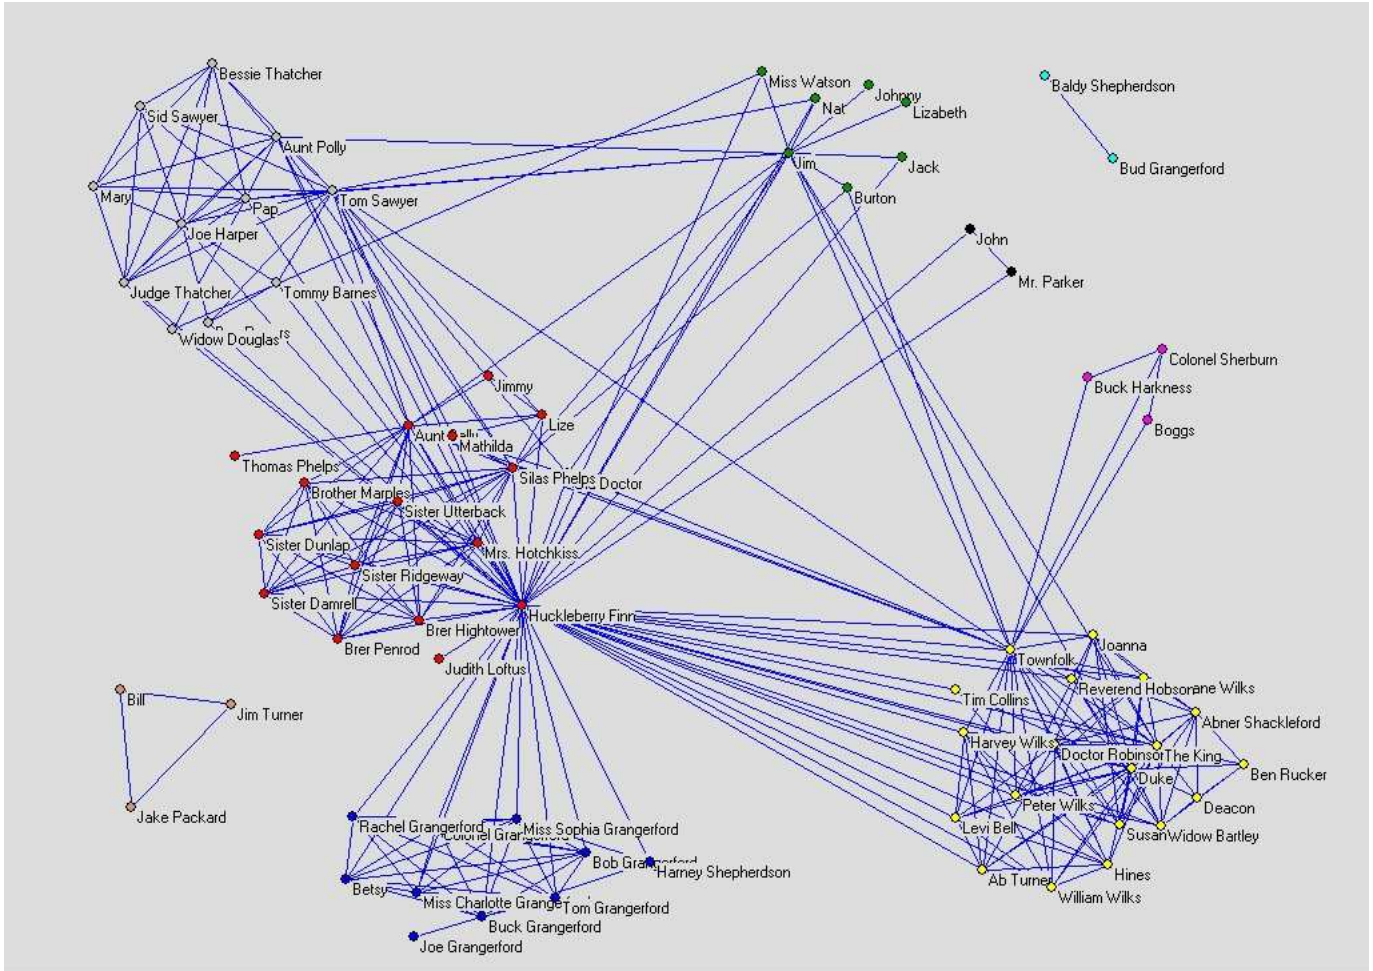 Bessie Thatcher
Sid Sawyer
Aunt Polly
Mary
Pap
Tom Sawyer
Joe Harper
Judge Thatcher
Tommy Barnes
Widow Douglas
Miss Watson
Johnny
Nat
Lizabeth
Jim
Jack
Burton
Baldy Shepherdson
Bud Grangerford
John
Mr. Parker
Colonel Sherburn
Buck Harkness
Boggs
Jimmy
Lize
Aunt
Mathilda
Thomas Phelps
Silas Phelps
Doctor
Brother Marples
Sister Utterback
Sister Dunlap
Mrs. Hotchkiss
Sister Ridgeway
Sister Damrell
Huckleberry Finn
Brer Hightower
Brer Penrod
Judith Loftus
Bill
Jim Turner
Jake Packard
Joanna
Townfolk
Reverend Hobson
Wilks
Tim Collins
Abner Shackleford
Harvey Wilks
Doctor Robinson
The King
Ben Rucker
Duke
Peter Wilks
Deacon
Levi Bell
Susan
Widow Bartley
Hines
Ab Turner
William Wilks
Rachel Grangerford
Miss Sophia Grangerford
Bob
Harney Shepherdson
Betsy
Miss Charlotte
Tom Grangerford
Buck Grangerford
Joe Grangerford